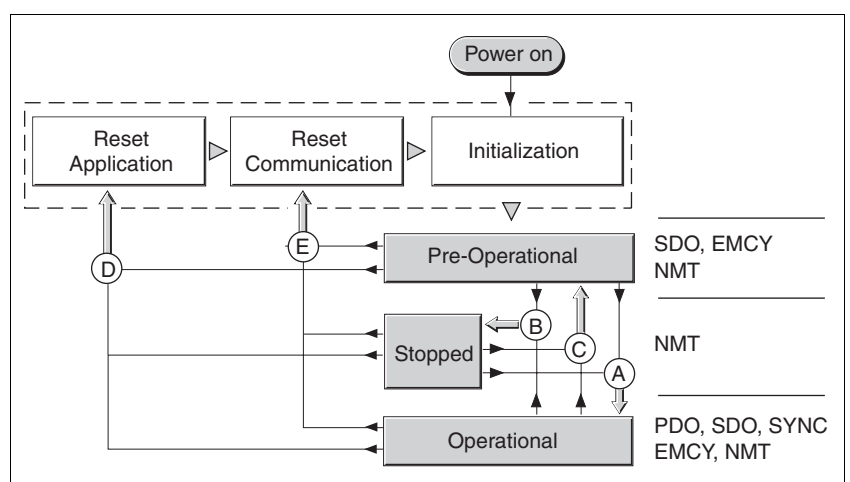 Power on
Reset
Application
Reset
Communication
Initialization
E
Pre-Operational
SDO, EMCY
D
NMT
B
Stopped
C
NMT
A
Operational
PDO, SDO, SYNC
EMCY, NMT